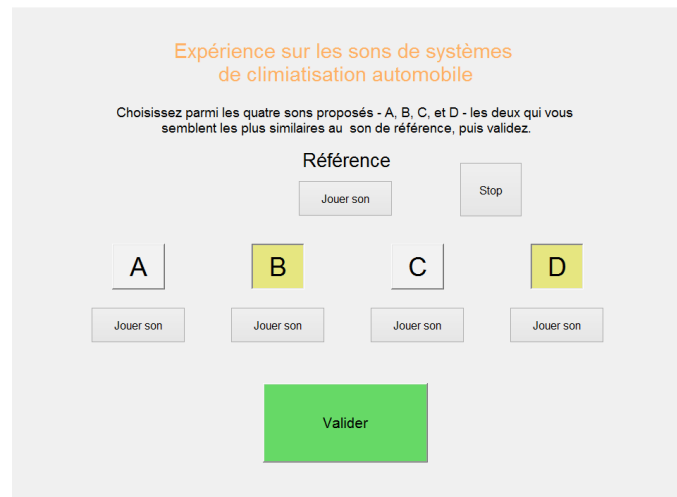 Expérience sur les sons de systèmes
de climiatisation automobile
Choisissez parmi les quatre sons proposés - A, B, C, et D - les deux qui vous
semblent les plus similaires au son de référence, puis validez.
Référence
Jouer son
Stop
A
B
C
D
Jouer son
Jouer son
Jouer son
Jouer son
Valider